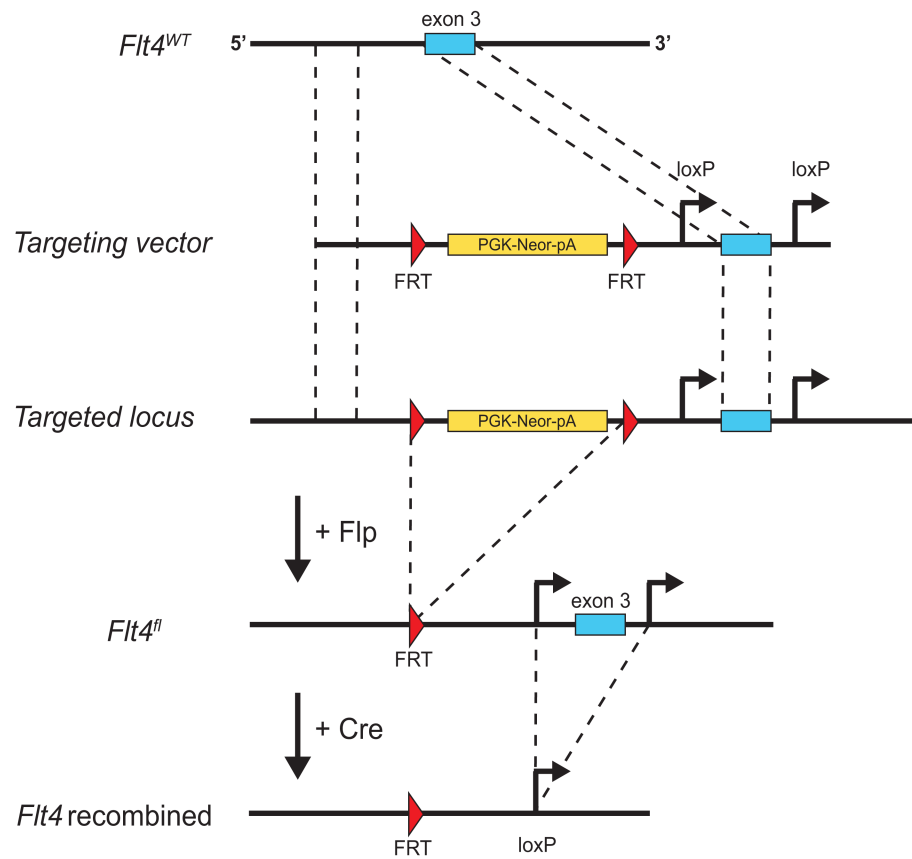 exon 3
Flt4WT
5’
3’
loxP
loxP
Targeting vector
PGK-Neor-pA
FRT
FRT
Targeted locus
PGK-Neor-pA
+ Flp
exon 3
Flt4fl
FRT
+ Cre
Flt4 recombined
FRT
loxP